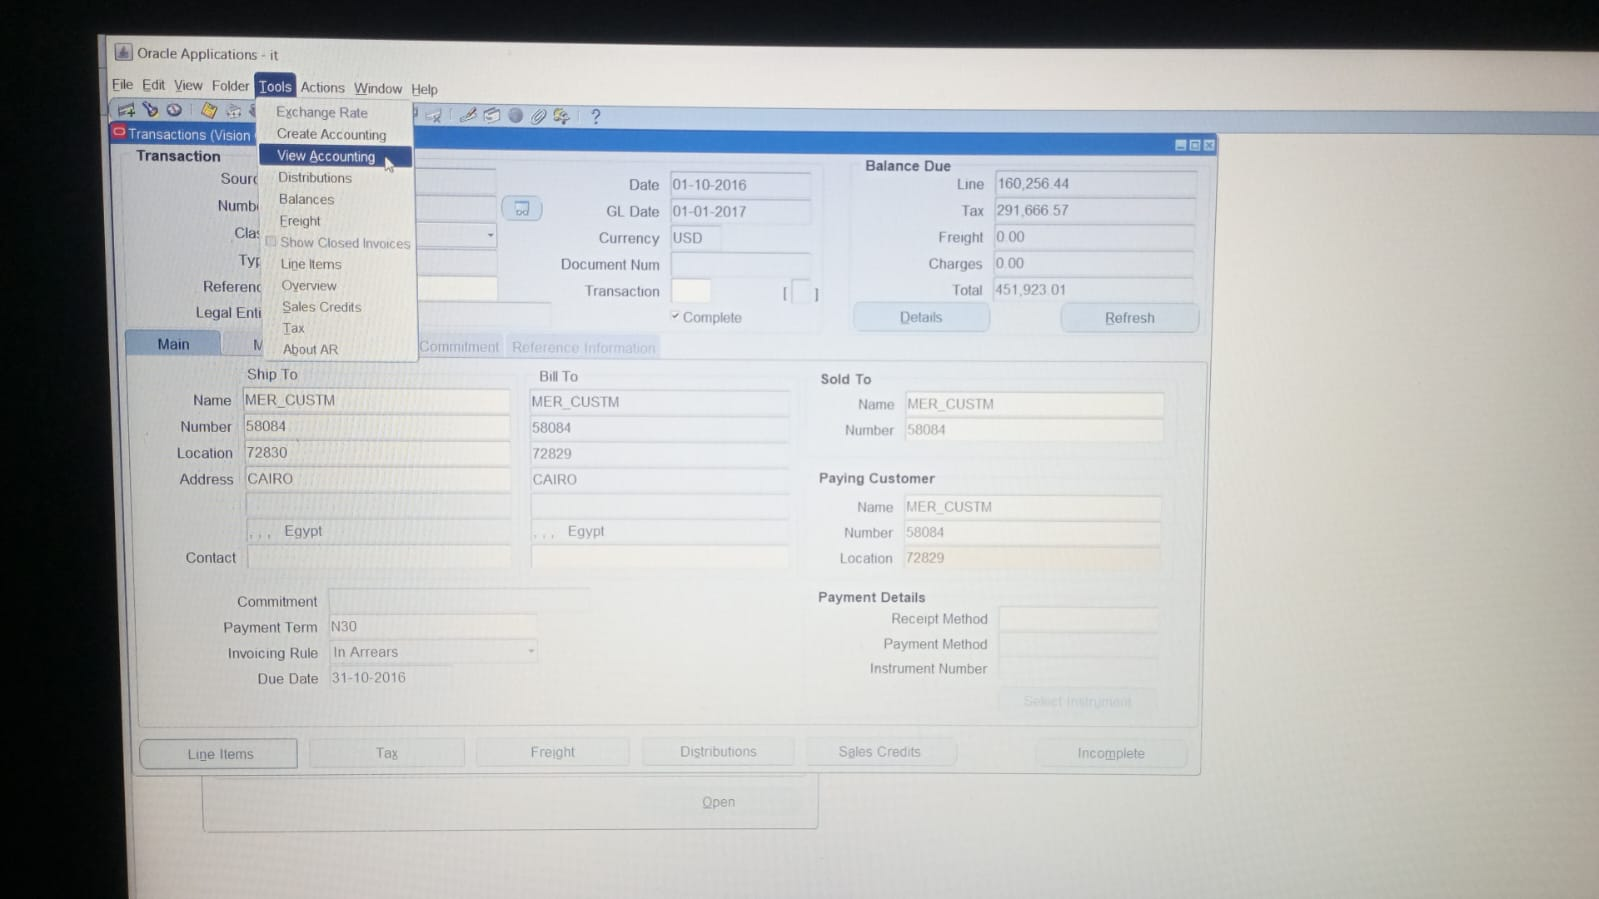 Oracle Applications - it
File Edit View Folder Tools Actions Window Help
Exchange Rate
Create Accounting
View Accounting
Distributions
Balances
Freight
Show Closed Invoices
Line Items
Overview
Sales Credits
Tax
About AR
Transactions (Vision
Transaction
Date 01-10-2016
GL Date 01-01-2017
Currency USD
Document Num
Transaction [ ]
Complete
Balance Due
Line 160,256.44
Tax 291,666.57
Freight 0.00
Charges 0.00
Total 451,923.01
Details Refresh
Main M Commitment Reference Information
Ship To
Name MER_CUSTM
Number 58084
Location 72830
Address CAIRO
, , , Egypt
Contact
Bill To
MER_CUSTM
58084
72829
CAIRO
, , , Egypt
Sold To
Name MER_CUSTM
Number 58084
Paying Customer
Name MER_CUSTM
Number 58084
Location 72829
Commitment
Payment Term N30
Invoicing Rule In Arrears
Due Date 31-10-2016
Payment Details
Receipt Method
Payment Method
Instrument Number
Select Instrument
Line Items Tax Freight Distributions Sales Credits Incomplete
Open